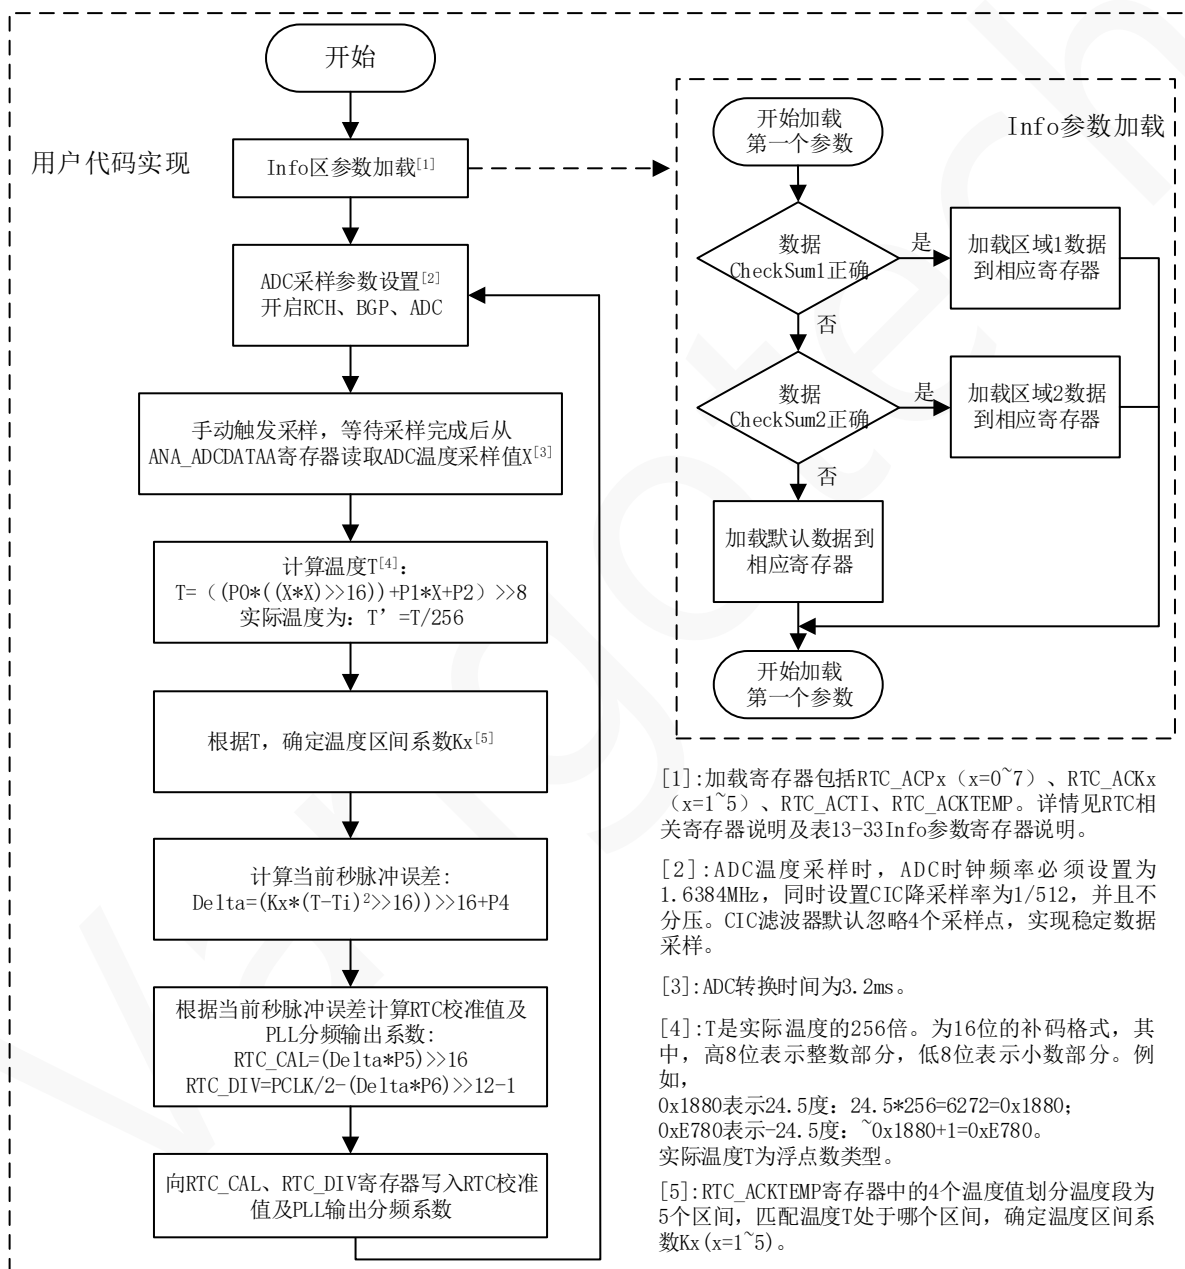 开始
用户代码实现
Info区参数加载[1]
ADC采样参数设置[2]
开启RCH、BGP、ADC
手动触发采样，等待采样完成后从
ANA_ADCDATAA寄存器读取ADC温度采样值X[3]
计算温度T[4]：
T=（(P0*((X*X)>>16))+P1*X+P2）>>8
实际温度为：T’=T/256
根据T，确定温度区间系数Kx[5]
计算当前秒脉冲误差：
Delta=(Kx*(T-Ti)²>>16))>>16+P4
根据当前秒脉冲误差计算RTC校准值及
PLL分频输出系数：
RTC_CAL=(Delta*P5)>>16
RTC_DIV=PCLK/2-(Delta*P6)>>12-1
向RTC_CAL、RTC_DIV寄存器写入RTC校准
值及PLL输出分频系数
Info参数加载
开始加载
第一个参数
数据
CheckSum1正确
是
加载区域1数据
到相应寄存器
否
数据
CheckSum2正确
是
加载区域2数据
到相应寄存器
否
加载默认数据到
相应寄存器
开始加载
第一个参数
[1]:加载寄存器包括RTC_ACPx（x=0~7）、RTC_ACKx
（x=1~5）、RTC_ACTI、RTC_ACKTEMP。详情见RTC相
关寄存器说明及表13-33Info参数寄存器说明。
[2]:ADC温度采样时，ADC时钟频率必须设置为
1.6384MHz，同时设置CIC降采样率为1/512，并且不
分压。CIC滤波器默认忽略4个采样点，实现稳定数据
采样。
[3]:ADC转换时间为3.2ms。
[4]:T是实际温度的256倍。为16位的补码格式，其
中，高8位表示整数部分，低8位表示小数部分。例
如，
0x1880表示24.5度：24.5*256=6272=0x1880；
0xE780表示-24.5度：~0x1880+1=0xE780。
实际温度T为浮点数类型。
[5]:RTC_ACKTEMP寄存器中的4个温度值划分温度段为
5个区间，匹配温度T处于哪个区间，确定温度区间系
数Kx(x=1~5)。
Vangotech